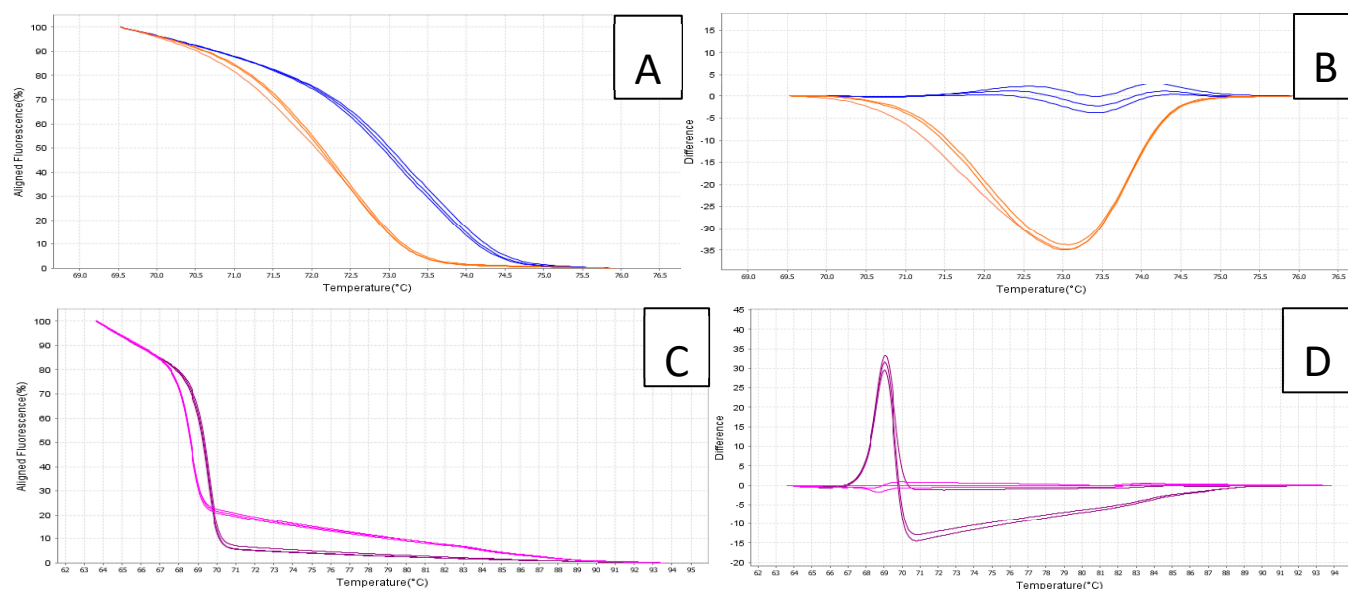 A
Aligned Fluorescence(%)
100
90
80
70
60
50
40
30
20
10
0
69.0 69.5 70.0 70.5 71.0 71.5 72.0 72.5 73.0 73.5 74.0 74.5 75.0 75.5 76.0 76.5
Temperature(°C)
B
Difference
15
10
5
0
-5
-10
-15
-20
-25
-30
-35
69.0 69.5 70.0 70.5 71.0 71.5 72.0 72.5 73.0 73.5 74.0 74.5 75.0 75.5 76.0 76.5
Temperature(°C)
C
Aligned Fluorescence(%)
100
90
80
70
60
50
40
30
20
10
0
62 63 64 65 66 67 68 69 70 71 72 73 74 75 76 77 78 79 80 81 82 83 84 85 86 87 88 89 90 91 92 93 95
Temperature(°C)
D
Difference
45
40
35
30
25
20
15
10
5
0
-5
-10
-15
-20
62 63 64 65 66 67 68 69 70 71 72 73 74 75 76 77 78 79 80 81 82 83 84 85 86 87 88 89 90 91 92 93 94
Temperature(°C)